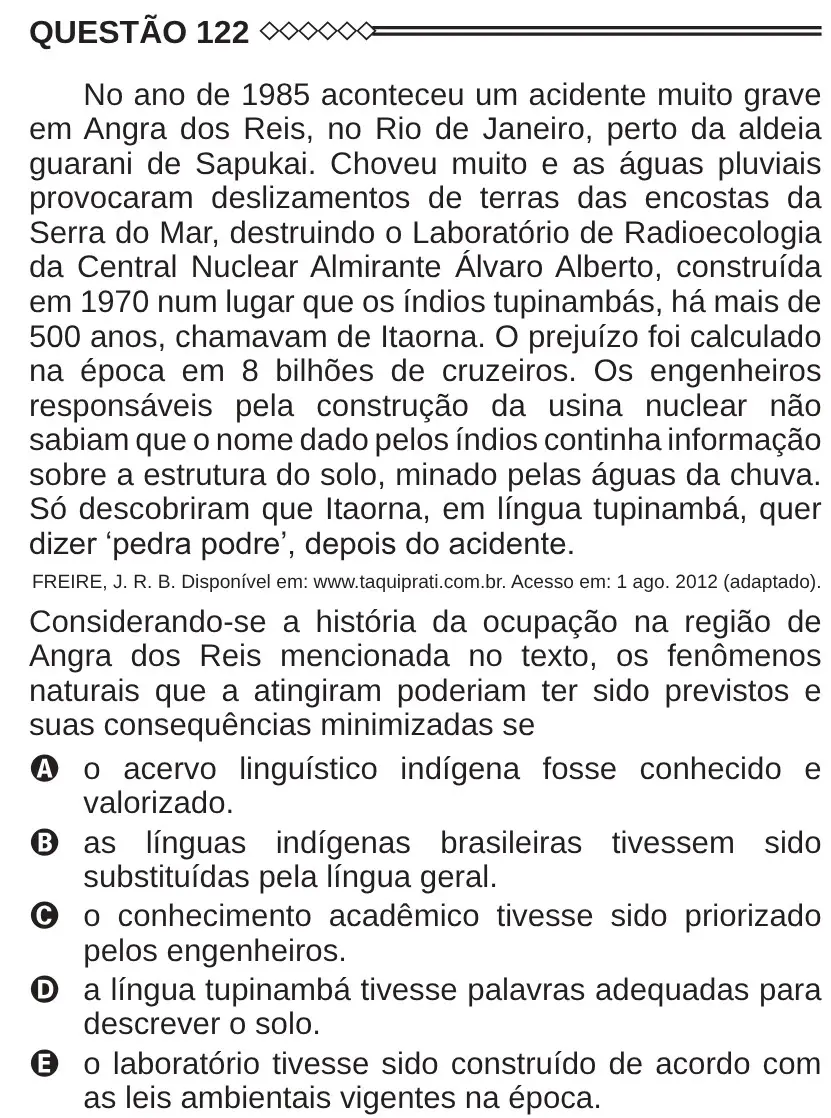 QUESTÃO 122
No ano de 1985 aconteceu um acidente muito grave
em Angra dos Reis, no Rio de Janeiro, perto da aldeia
guarani de Sapukai. Choveu muito e as águas pluviais
provocaram deslizamentos de terras das encostas da
Serra do Mar, destruindo o Laboratório de Radioecologia
da Central Nuclear Almirante Álvaro Alberto, construída
em 1970 num lugar que os índios tupinambás, há mais de
500 anos, chamavam de Itaorna. O prejuízo foi calculado
na época em 8 bilhões de cruzeiros. Os engenheiros
responsáveis pela construção da usina nuclear não
sabiam que o nome dado pelos índios continha informação
sobre a estrutura do solo, minado pelas águas da chuva.
Só descobriram que Itaorna, em língua tupinambá, quer
dizer ‘pedra podre’, depois do acidente.
FREIRE, J. R. B. Disponível em: www.taquiprati.com.br. Acesso em: 1 ago. 2012 (adaptado).
Considerando-se a história da ocupação na região de
Angra dos Reis mencionada no texto, os fenômenos
naturais que a atingiram poderiam ter sido previstos e
suas consequências minimizadas se
A o acervo linguístico indígena fosse conhecido e
valorizado.
B as línguas indígenas brasileiras tivessem sido
substituídas pela língua geral.
C o conhecimento acadêmico tivesse sido priorizado
pelos engenheiros.
D a língua tupinambá tivesse palavras adequadas para
descrever o solo.
E o laboratório tivesse sido construído de acordo com
as leis ambientais vigentes na época.